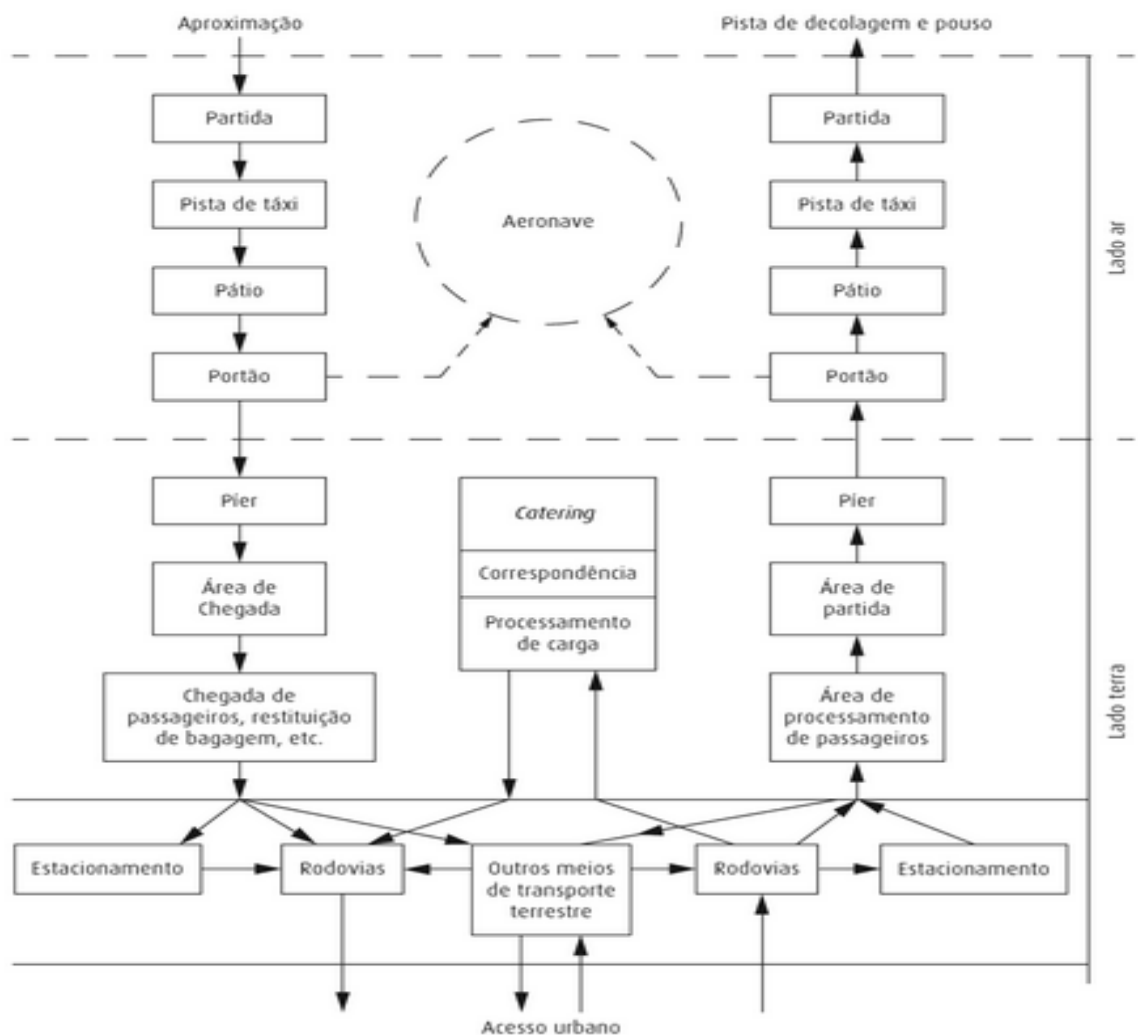 Aproximação
Pista de decolagem e pouso
Partida
Partida
Pista de táxi
Aeronave
Pista de táxi
Pátio
Pátio
Portão
Portão
Lado ar
Píer
Catering
Píer
Correspondência
Área de
Chegada
Processamento
de carga
Área de
partida
Chegada de
passageiros, restituição
de bagagem, etc.
Área de
processamento
de passageiros
Lado terra
Estacionamento
Rodovias
Outros meios
de transporte
terrestre
Rodovias
Estacionamento
Acesso urbano